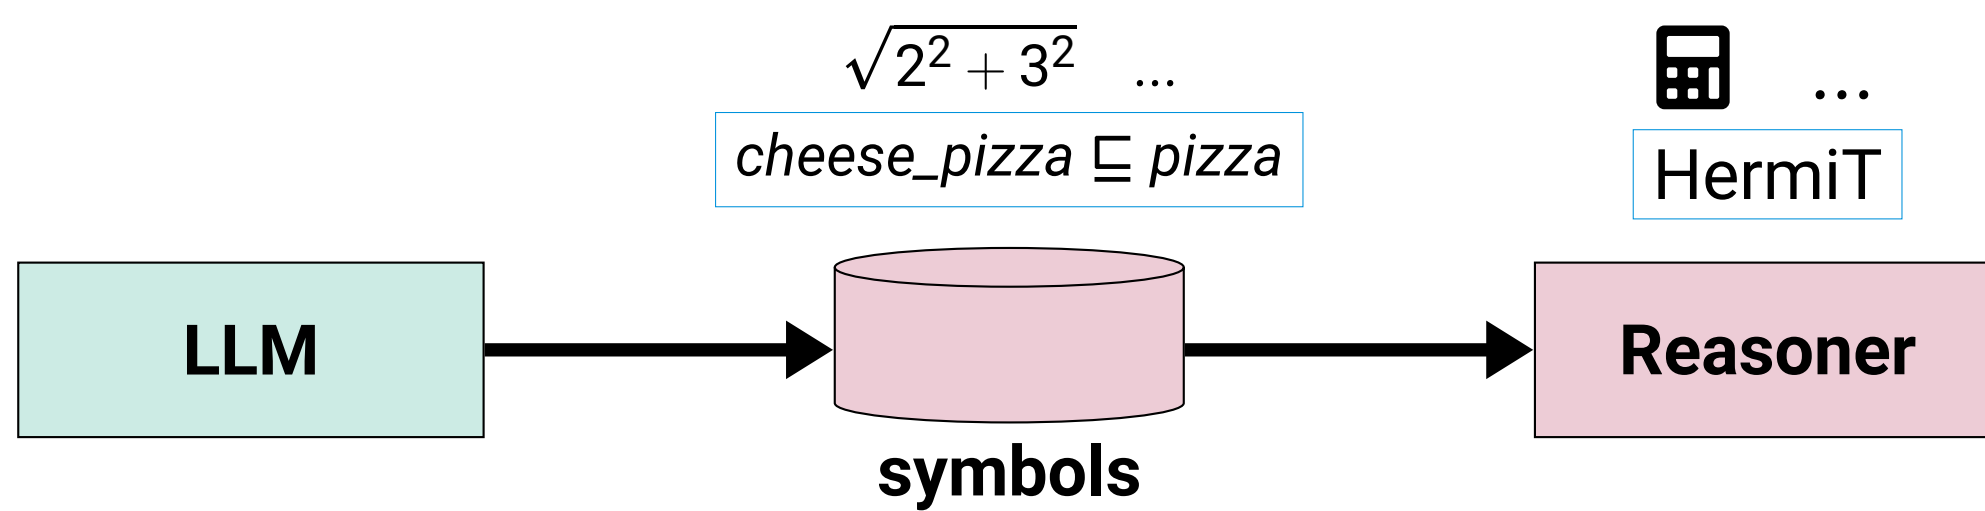 √2² + 3² ...
...
cheese_pizza ⊑ pizza
HermiT
LLM
Reasoner
symbols